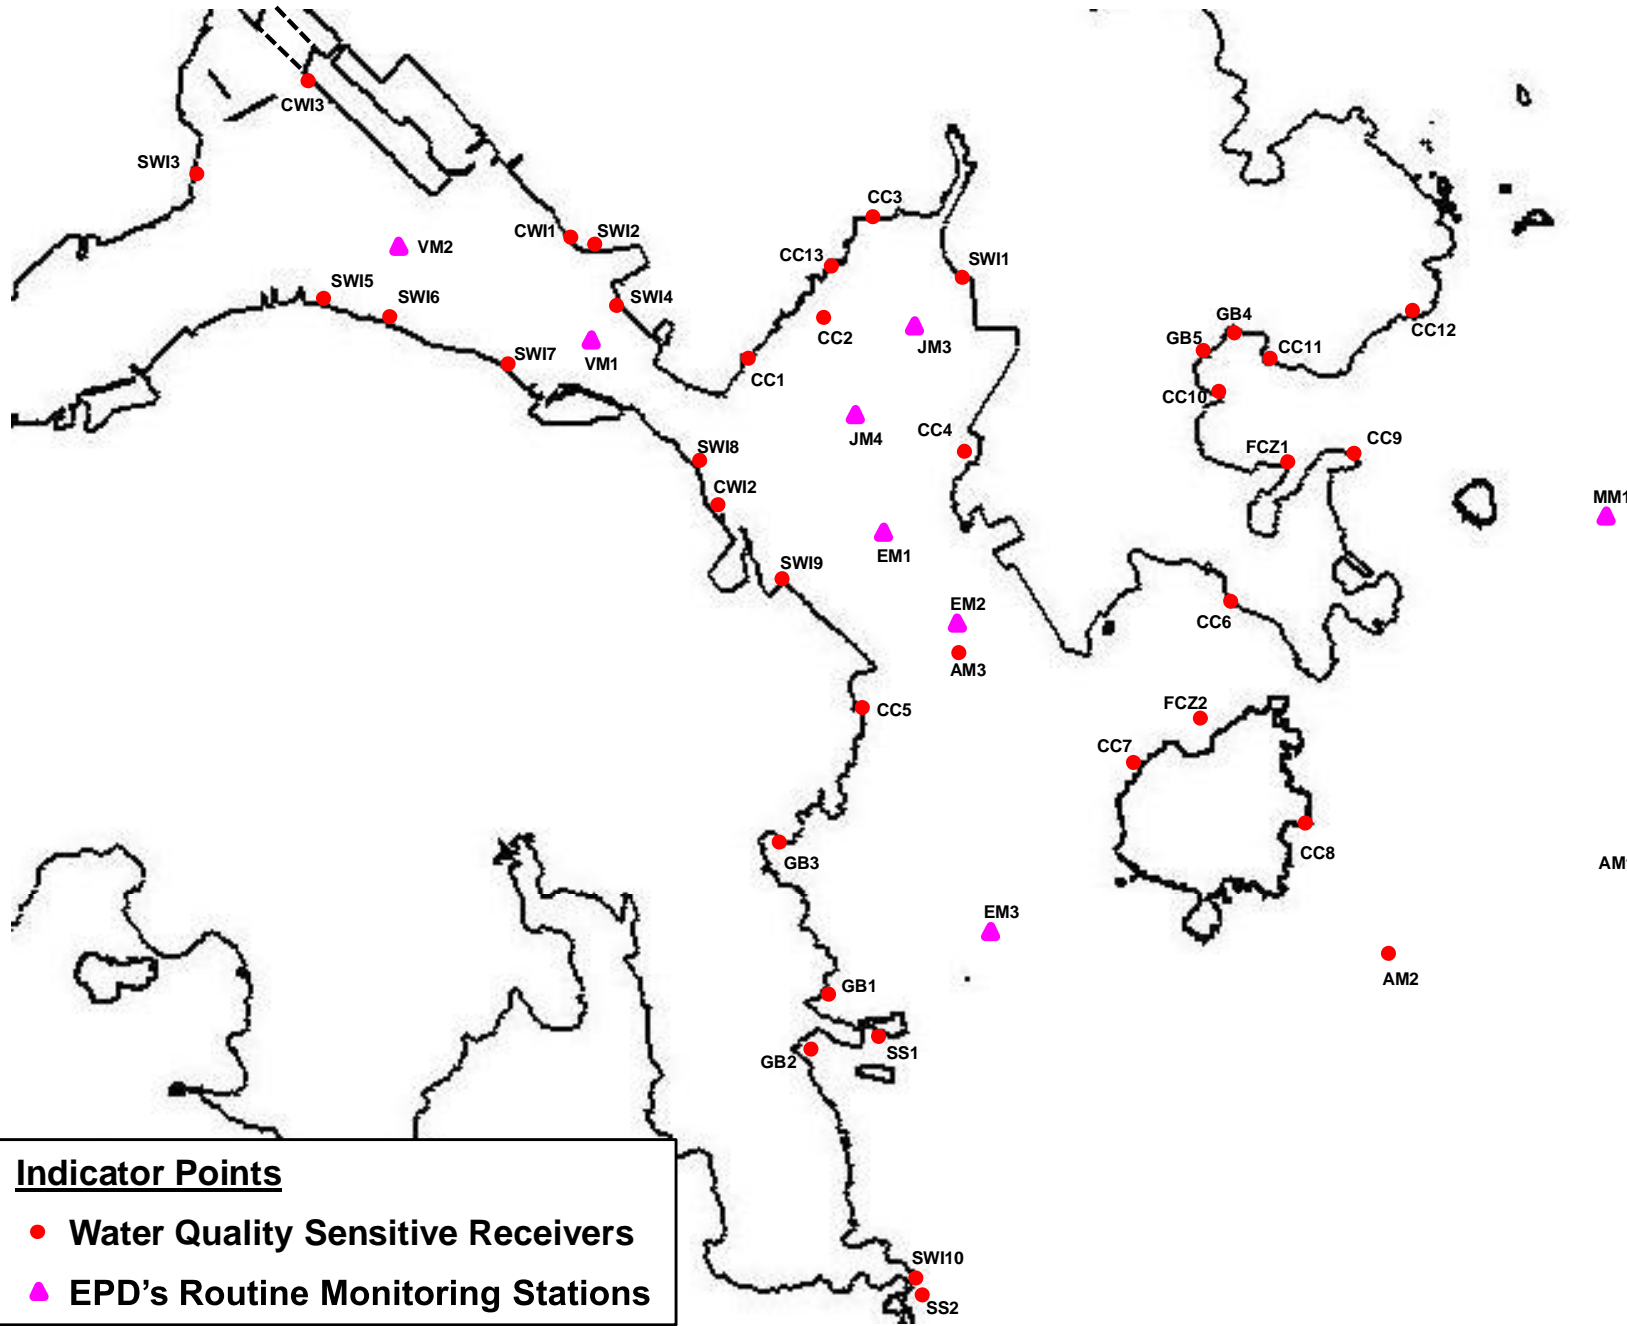 CWI3
SWI3
CC3
CWI1
SWI2
VM2
CC13
SWI1
SWI5
SWI6
SWI4
GB4
CC12
GB5
CC2
JM3
CC11
VM1
SWI7
CC1
CC10
CC4
JM4
SWI8
FCZ1
CC9
CWI2
MM1
EM1
SWI9
EM2
CC6
AM3
FCZ2
CC5
CC7
CC8
GB3
AM
EM3
AM2
GB1
SS1
GB2
Indicator Points
Water Quality Sensitive Receivers
EPD's Routine Monitoring Stations
SWI10
SS2